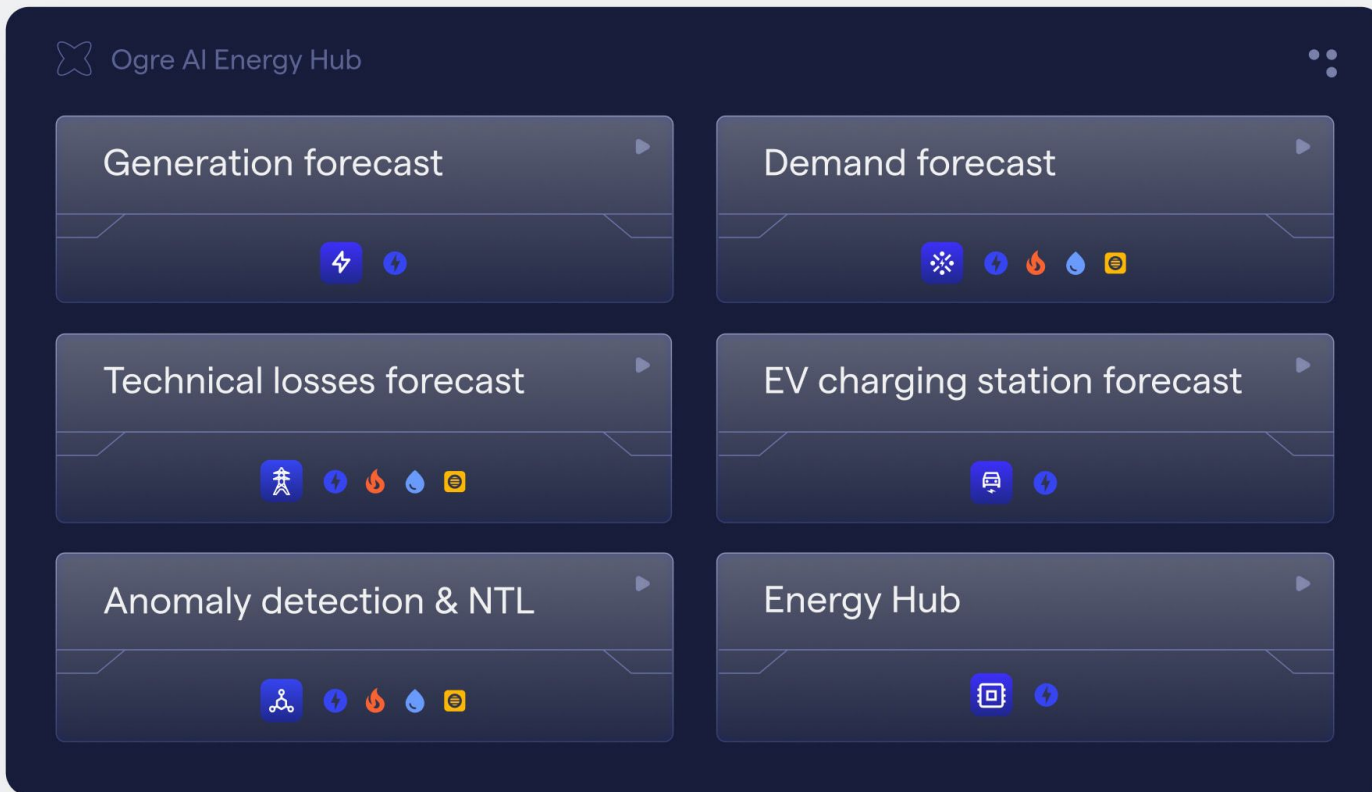 Ogre AI Energy Hub
Generation forecast
Demand forecast
Technical losses forecast
EV charging station forecast
Anomaly detection & NTL
Energy Hub